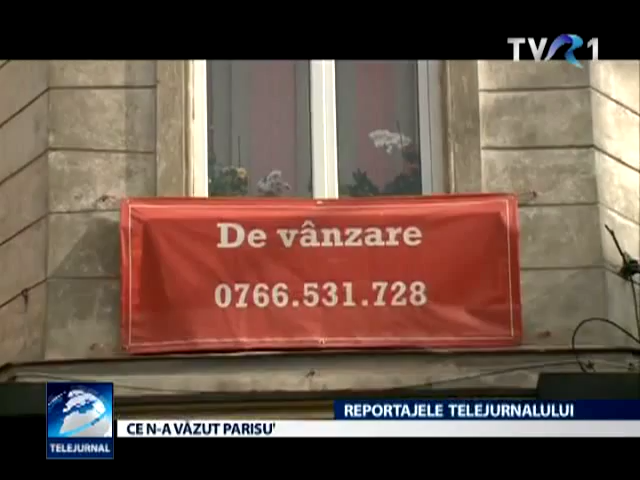 TVR1
De vânzare
0766.531.728
REPORTAJELE TELEJURNALULUI
CE N-A VĂZUT PARISU'
TELEJURNAL